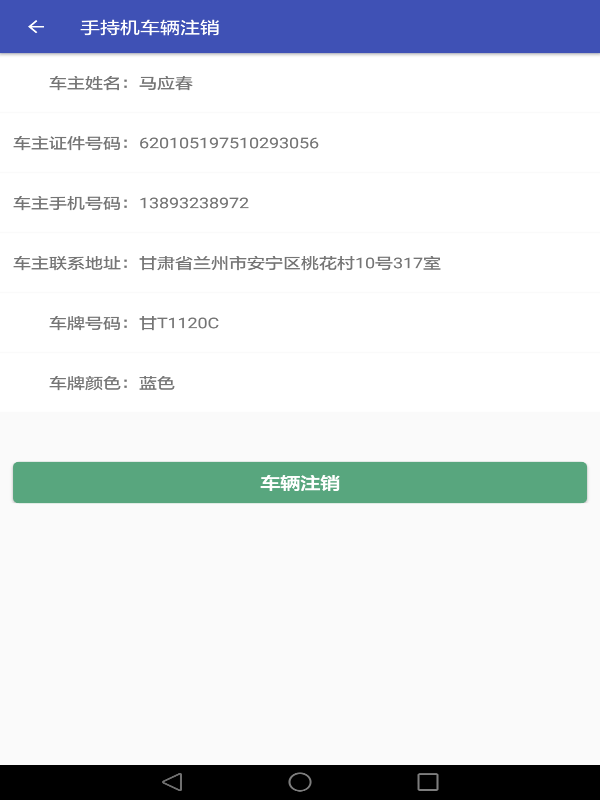 手持机车辆注销
车主姓名：马应春
车主证件号码：620105197510293056
车主手机号码：13893238972
车主联系地址：甘肃省兰州市安宁区桃花村10号317室
车牌号码：甘T1120C
车牌颜色：蓝色
车辆注销